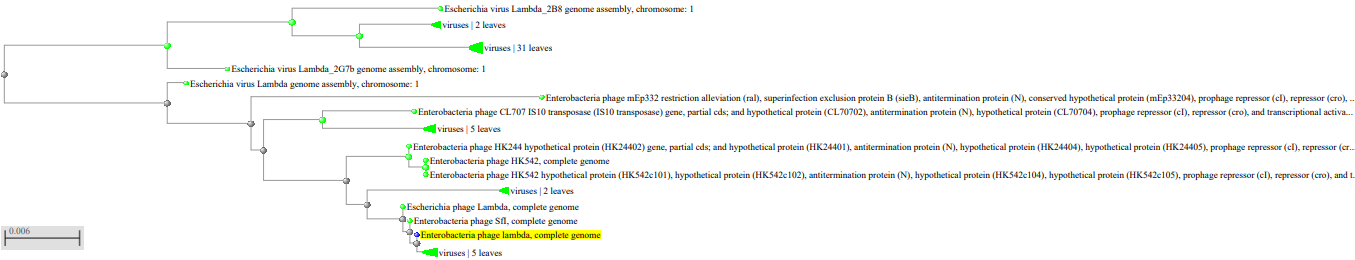 Escherichia virus Lambda_2B8 genome assembly, chromosome: 1
viruses | 2 leaves
viruses | 31 leaves
Escherichia virus Lambda_2G7b genome assembly, chromosome: 1
Escherichia virus Lambda genome assembly, chromosome: 1
Enterobacteria phage mEp332 restriction alleviation (ral), superinfection exclusion protein B (sieB), antitermination protein (N), conserved hypothetical protein (mEp33204), prophage repressor (cI), repressor (cro), ...
Enterobacteria phage CL707 IS10 transposase (IS10 transposase) gene, partial cds; and hypothetical protein (CL70702), antitermination protein (N), hypothetical protein (CL70704), prophage repressor (cI), repressor (cro), and transcriptional activa...
viruses | 5 leaves
Enterobacteria phage HK244 hypothetical protein (HK24402) gene, partial cds; and hypothetical protein (HK24401), antitermination protein (N), hypothetical protein (HK24404), hypothetical protein (HK24405), prophage repressor (cI), repressor (cr...
Enterobacteria phage HK542, complete genome
Enterobacteria phage HK542 hypothetical protein (HK542c101), hypothetical protein (HK542c102), antitermination protein (N), hypothetical protein (HK542c104), hypothetical protein (HK542c105), prophage repressor (cI), repressor (cro), and t...
viruses | 2 leaves
Escherichia phage Lambda, complete genome
Enterobacteria phage SfI, complete genome
0.006
Enterobacteria phage lambda, complete genome
viruses | 5 leaves